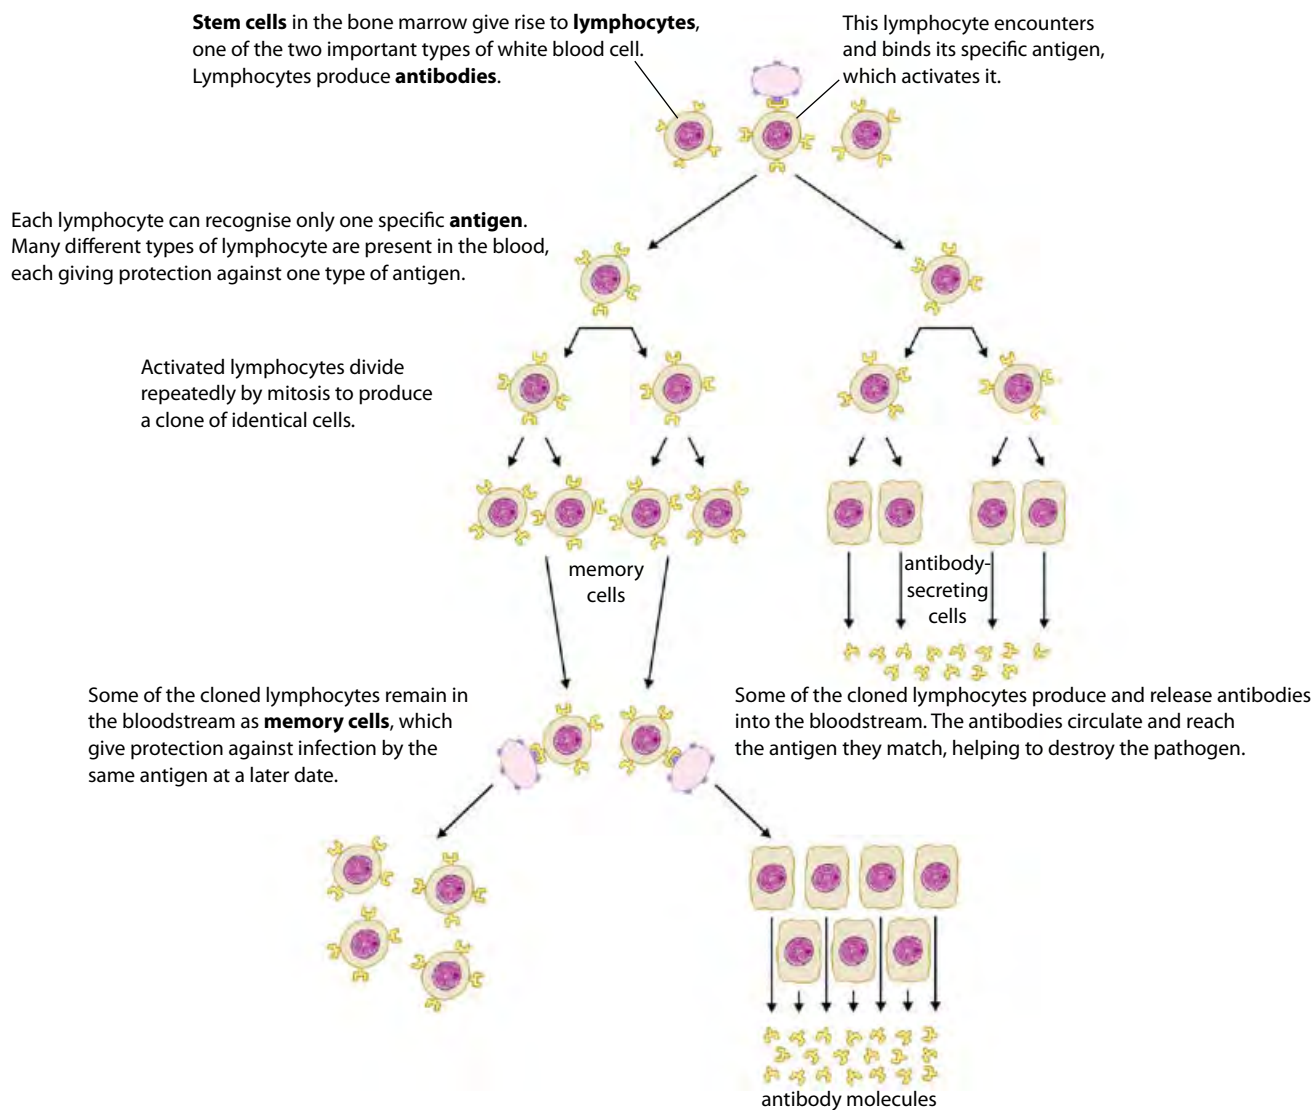 Stem cells in the bone marrow give rise to lymphocytes,
one of the two important types of white blood cell.
Lymphocytes produce antibodies.
This lymphocyte encounters
and binds its specific antigen,
which activates it.
Each lymphocyte can recognise only one specific antigen.
Many different types of lymphocyte are present in the blood,
each giving protection against one type of antigen.
Activated lymphocytes divide
repeatedly by mitosis to produce
a clone of identical cells.
memory
cells
antibody-
secreting
cells
Some of the cloned lymphocytes remain in
the bloodstream as memory cells, which
give protection against infection by the
same antigen at a later date.
Some of the cloned lymphocytes produce and release antibodies
into the bloodstream. The antibodies circulate and reach
the antigen they match, helping to destroy the pathogen.
antibody molecules